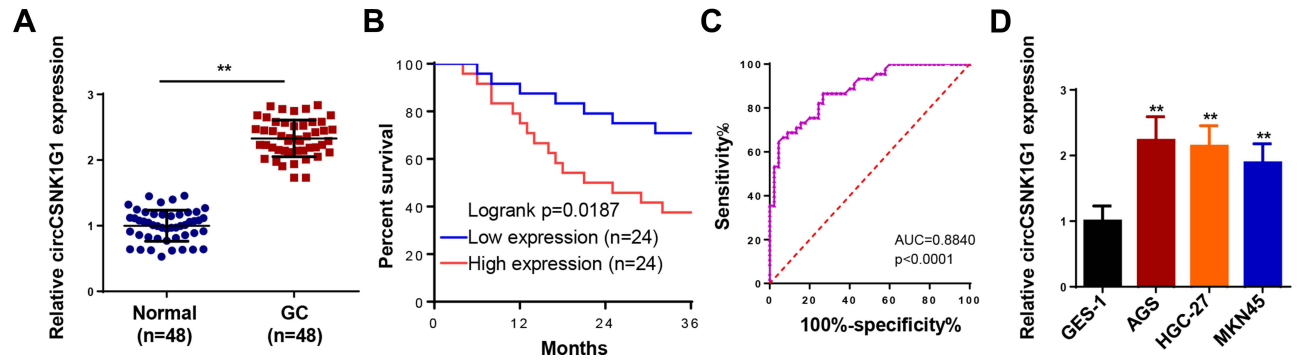 A
Relative circCSNK1G1 expression
**
3
2
1
0
Normal
(n=48)
GC
(n=48)
B
Percent survival
100
80
60
40
20
0
Logrank p=0.0187
Low expression (n=24)
High expression (n=24)
0 12 24 36
Months
C
Sensitivity%
100
80
60
40
20
0
AUC=0.8840
p<0.0001
0 20 40 60 80 100
100%-specificity%
D
Relative circCSNK1G1 expression
3
2
1
0
**
**
**
GES-1
AGS
HGC-27
MKN45